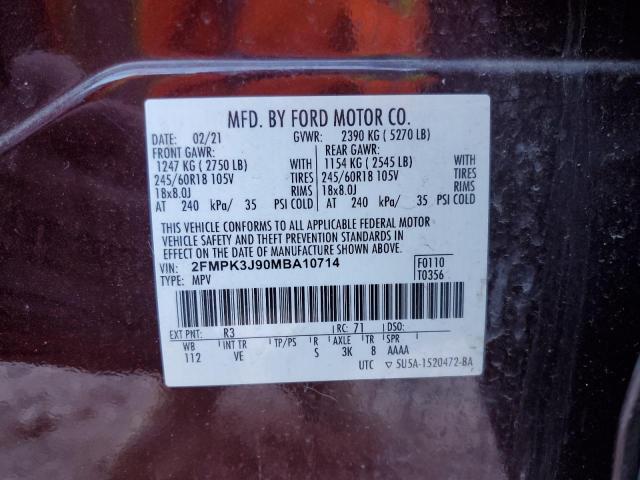 MFD. BY FORD MOTOR CO.
DATE: 02/21 GVWR: 2390 KG ( 5270 LB)
FRONT GAWR: REAR GAWR:
1247 KG ( 2750 LB) WITH 1154 KG ( 2545 LB) WITH
245/60R18 105V TIRES 245/60R18 105V TIRES
18x8.0J RIMS 18x8.0J RIMS
AT 240 kPa/ 35 PSI COLD AT 240 kPa/ 35 PSI COLD
THIS VEHICLE CONFORMS TO ALL APPLICABLE FEDERAL MOTOR
VEHICLE SAFETY AND THEFT PREVENTION STANDARDS IN
EFFECT ON THE DATE OF MANUFACTURE SHOWN ABOVE.
VIN: 2FMPK3J90MBA10714 F0110
TYPE: MPV T0356
EXT PNT: R3 RC: 71 DSO:
WB INT TR TP/PS R AXLE TR SPR
112 VE S 3K 8 AAAA
UTC ▽ 5U5A-1520472-BA